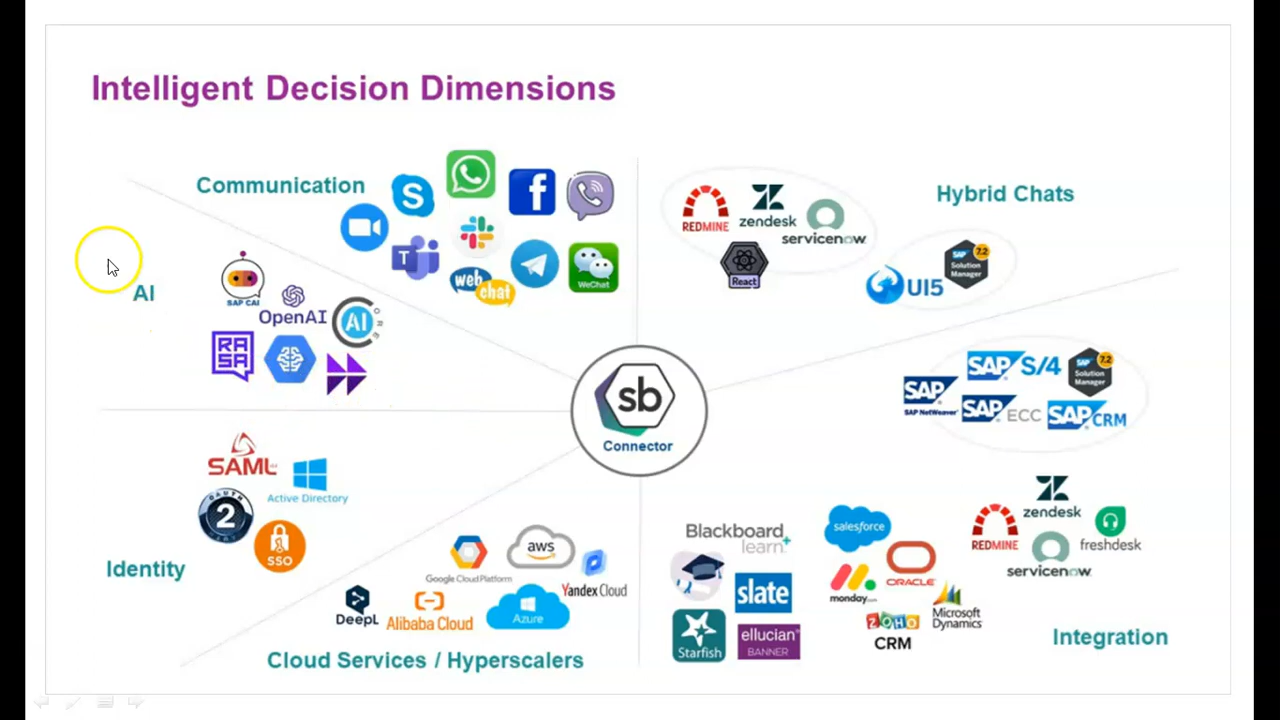 Intelligent Decision Dimensions
Communication
S
f
T
web
chat
WeChat
REDMINE
zendesk
servicenow
React
Hybrid Chats
UI5
SAP
Solution
Manager
7.2
AI
SAP CAI
OpenAI
AI
CORE
RASA
sb
Connector
SAP S/4
SAP
Solution
Manager
7.2
SAP
SAP NetWeaver
SAP ECC
SAP CRM
SAML
Active Directory
OAUTH
2
SSO
Identity
Google Cloud Platform
aws
Yandex Cloud
DeepL
Alibaba Cloud
Azure
Cloud Services / Hyperscalers
Blackboard
learn
slate
Starfish
ellucian
BANNER
salesforce
monday.com
ORACLE
ZOHO
CRM
Microsoft
Dynamics
REDMINE
zendesk
servicenow
freshdesk
Integration